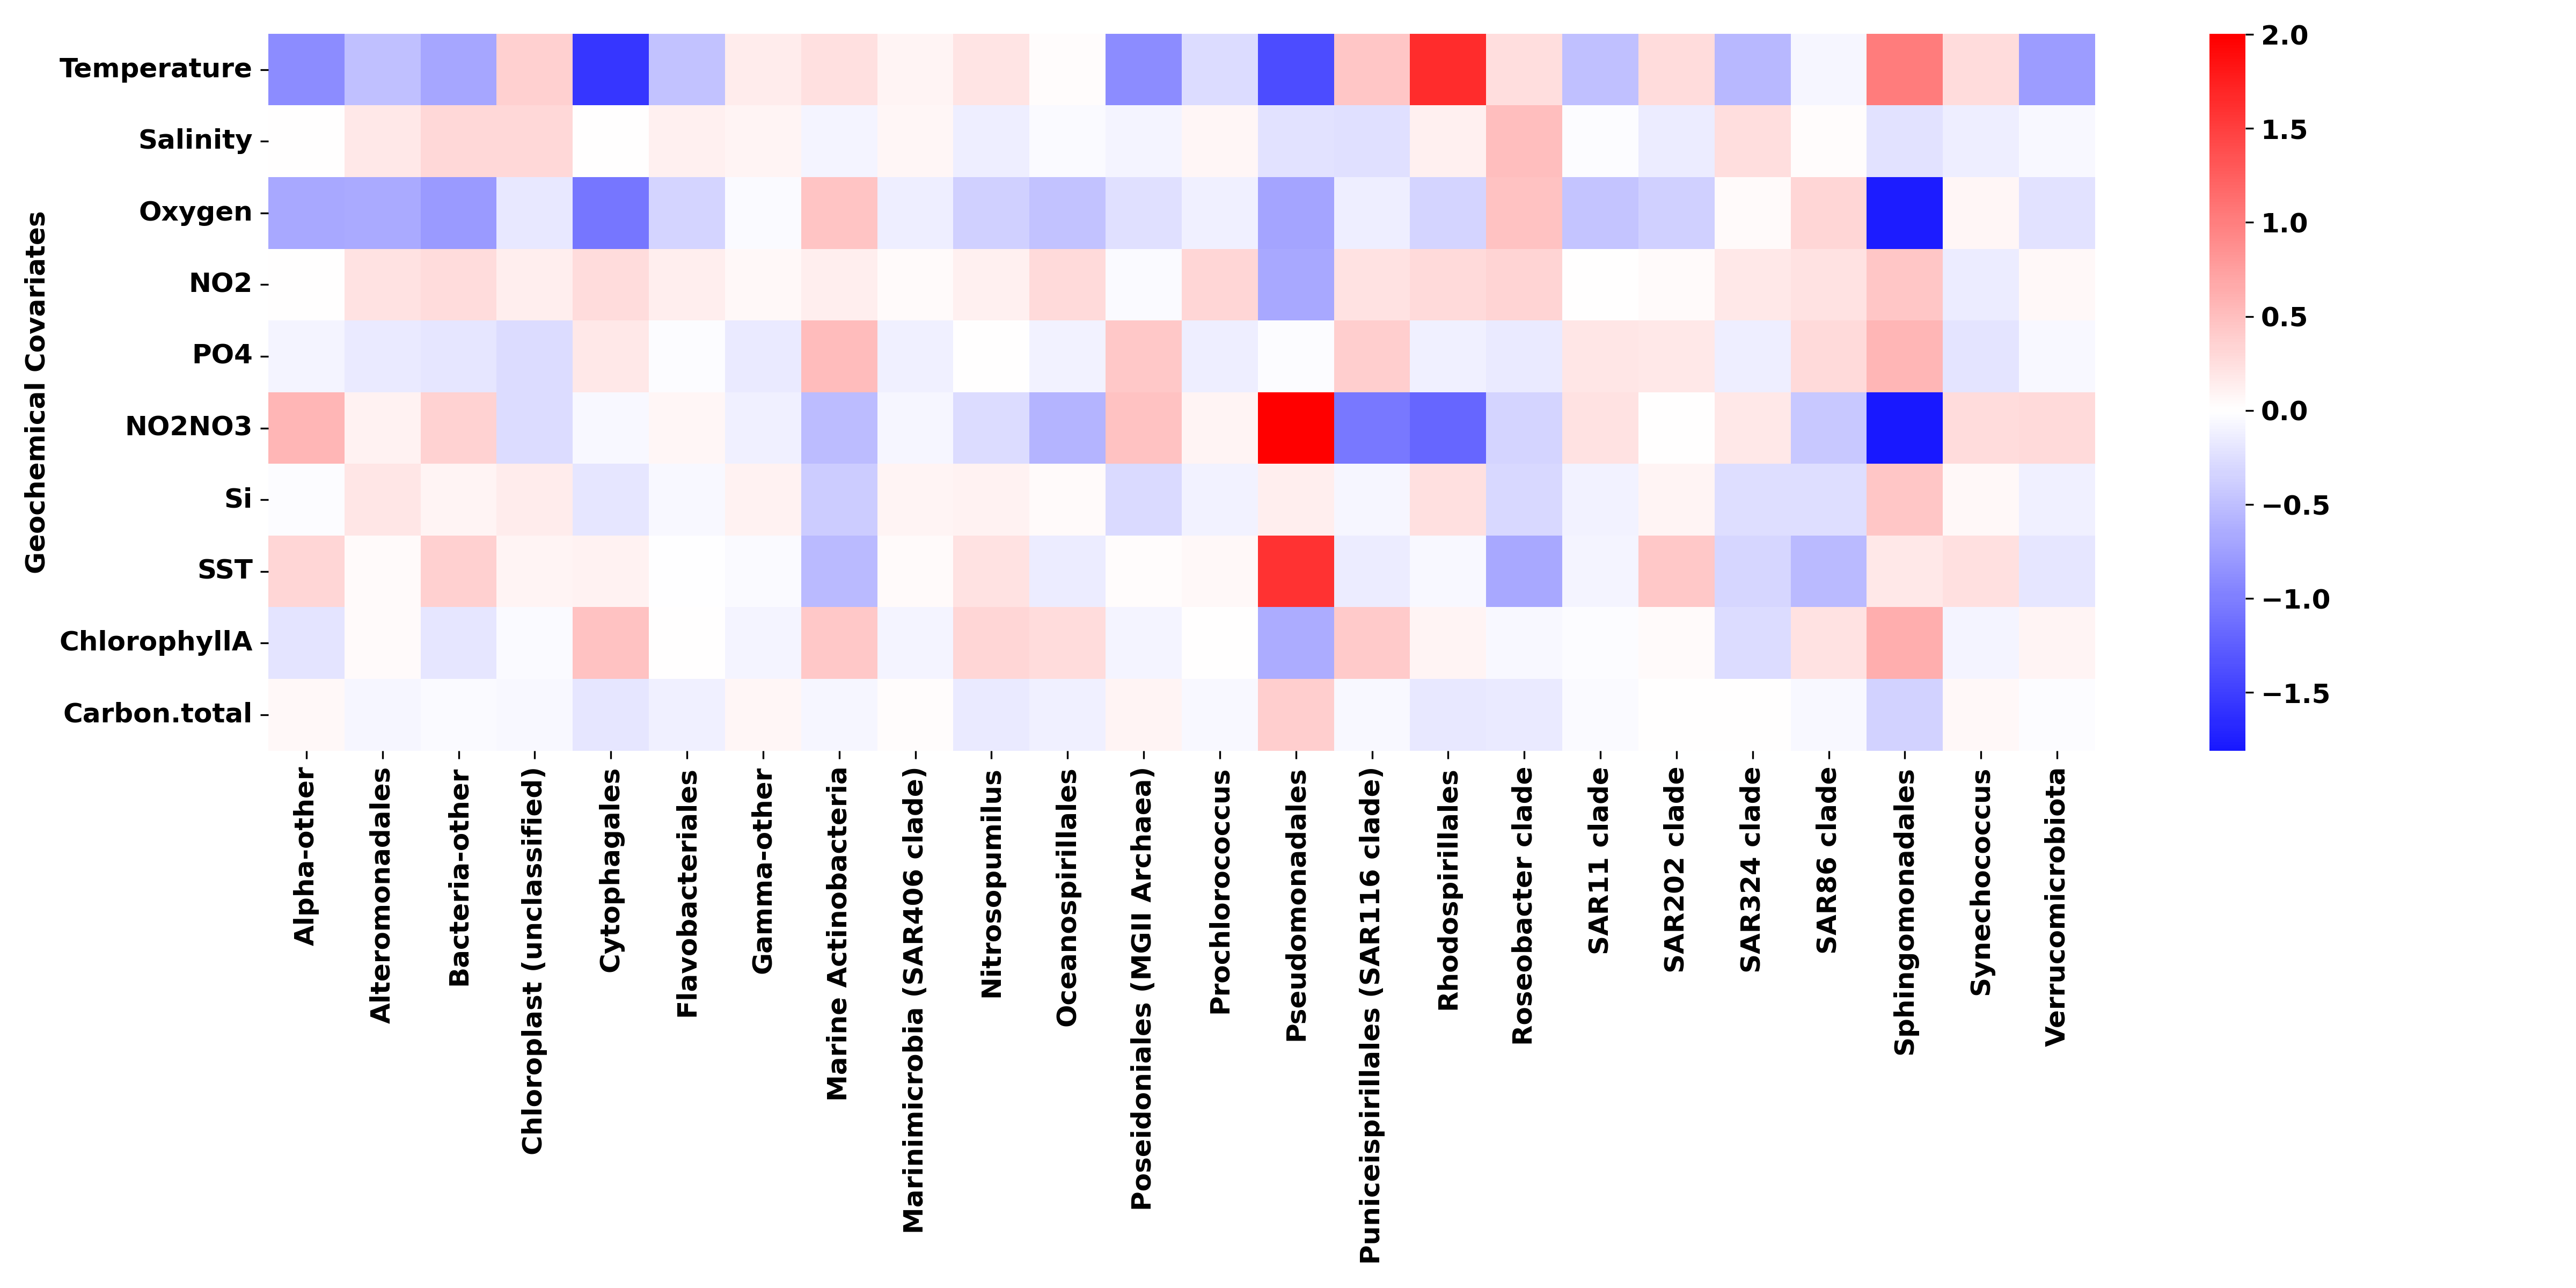 Geochemical Covariates
Temperature
Salinity
Oxygen
NO2
PO4
NO2NO3
Si
SST
ChlorophyllA
Carbon.total
Alpha-other
Alteromonadales
Bacteria-other
Chloroplast (unclassified)
Cytophagales
Flavobacteriales
Gamma-other
Marine Actinobacteria
Marinimicrobia (SAR406 clade)
Nitrosopumilus
Oceanospirillales
Poseidoniales (MGII Archaea)
Prochlorococcus
Pseudomonadales
Puniceispirillales (SAR116 clade)
Rhodospirillales
Roseobacter clade
SAR11 clade
SAR202 clade
SAR324 clade
SAR86 clade
Sphingomonadales
Synechococcus
Verrucomicrobiota
2.0
1.5
1.0
0.5
0.0
−0.5
−1.0
−1.5